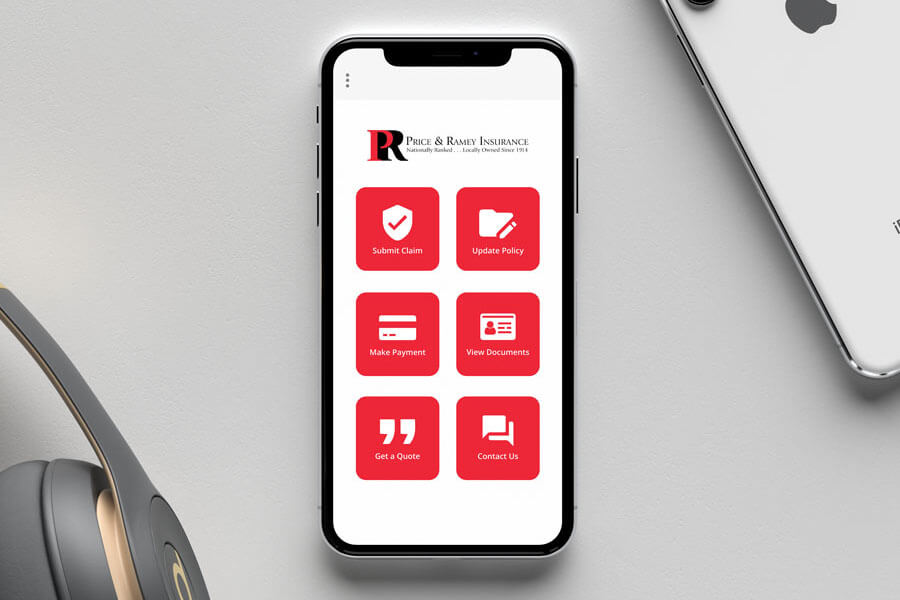 PR PRICE & RAMEY INSURANCE
Nationally Ranked . . . Locally Owned Since 1914
Submit Claim
Update Policy
Make Payment
View Documents
Get a Quote
Contact Us